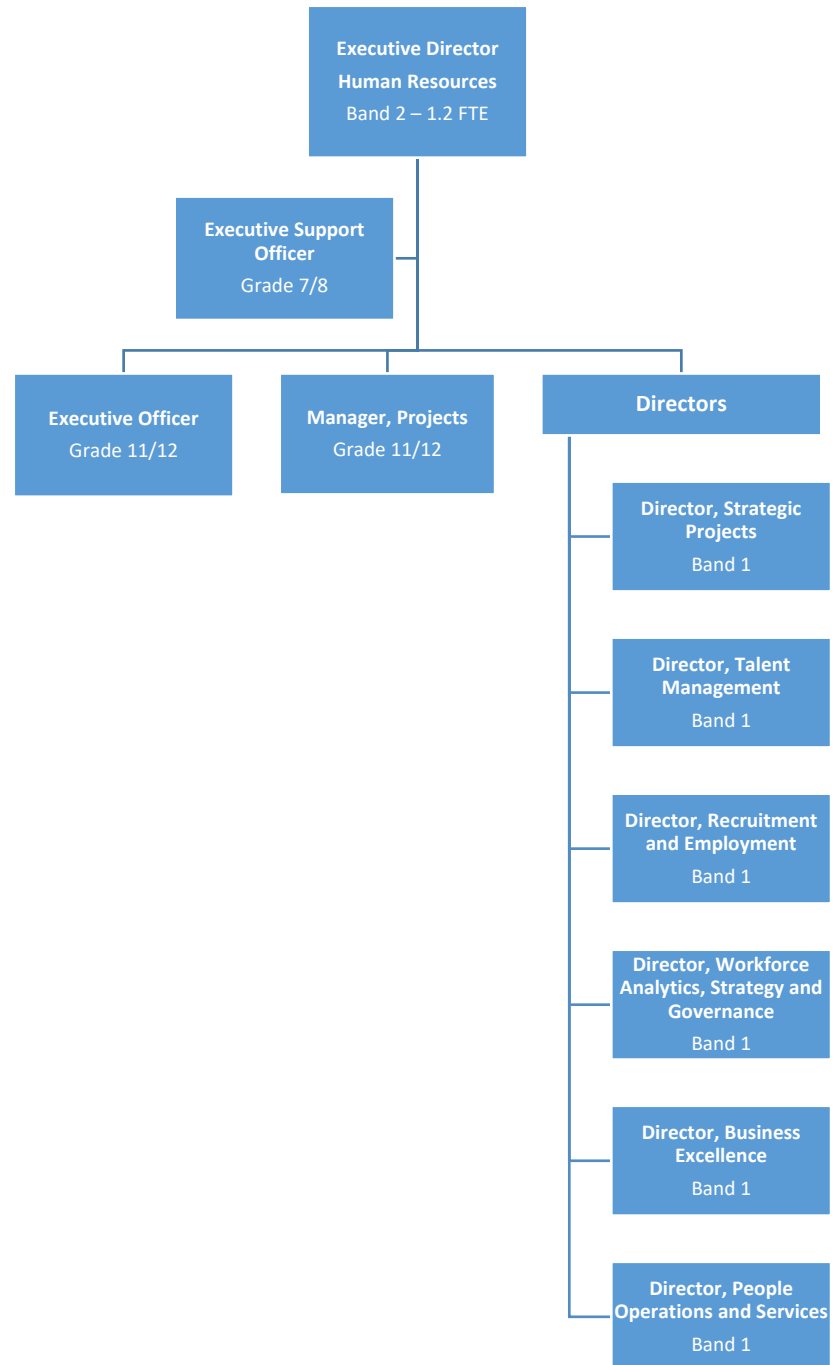 Executive Director
Human Resources
Band 2 – 1.2 FTE
Executive Support
Officer
Grade 7/8
Executive Officer
Grade 11/12
Manager, Projects
Grade 11/12
Directors
Director, Strategic
Projects
Band 1
Director, Talent
Management
Band 1
Director, Recruitment
and Employment
Band 1
Director, Workforce
Analytics, Strategy and
Governance
Band 1
Director, Business
Excellence
Band 1
Director, People
Operations and Services
Band 1